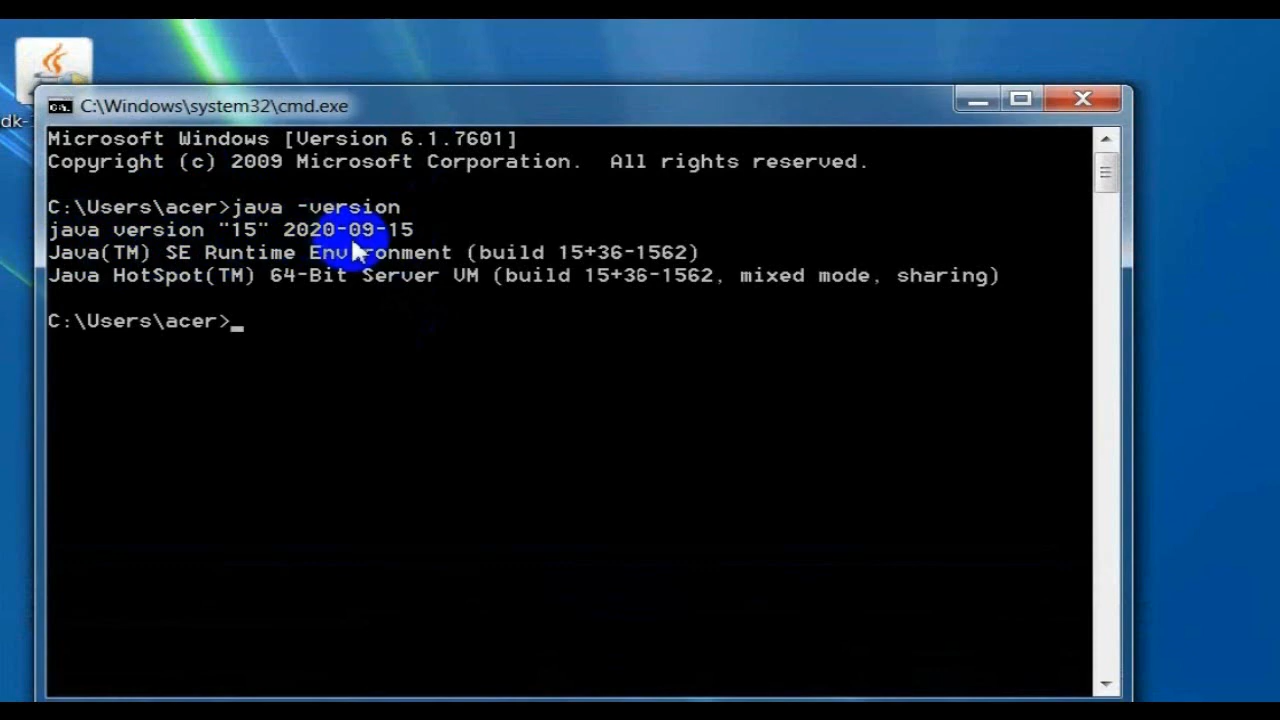 dk-
C:\Windows\system32\cmd.exe
Microsoft Windows [Version 6.1.7601]
Copyright (c) 2009 Microsoft Corporation.  All rights reserved.
C:\Users\acer>java -version
java version "15" 2020-09-15
Java(TM) SE Runtime Environment (build 15+36-1562)
Java HotSpot(TM) 64-Bit Server VM (build 15+36-1562, mixed mode, sharing)
C:\Users\acer>_